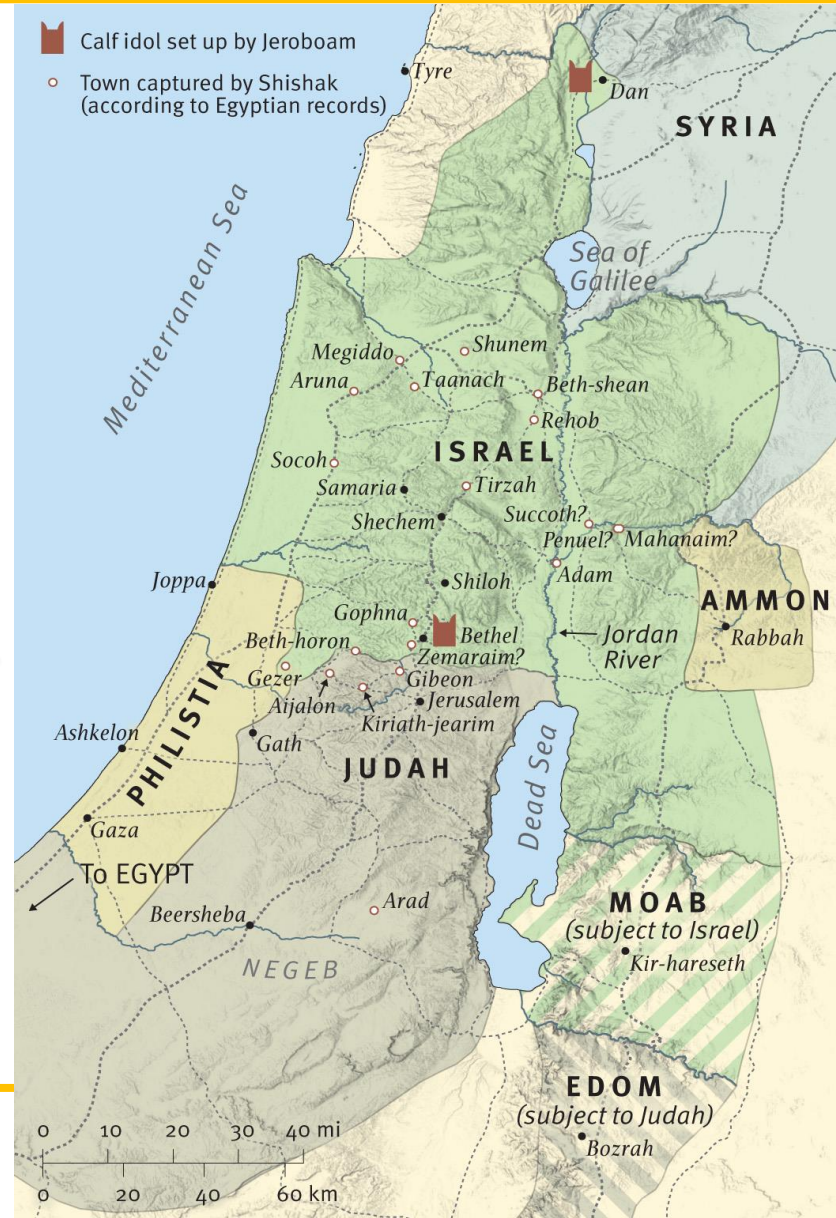 Calf idol set up by Jeroboam
Town captured by Shishak
(according to Egyptian records)
Tyre
Dan
SYRIA
Mediterranean Sea
Sea of
Galilee
Megiddo
Shunem
Aruna
Taanach
Beth-shean
Rehob
ISRAEL
Socoh
Samaria
Tirzah
Shechem
Succoth?
Penuel?
Mahanaim?
Adam
Joppa
Shiloh
AMMON
Rabbah
Gophna
Bethel
Jordan
River
Beth-horon
Zemaraim?
Gezer
Gibeon
Aijalon
Kiriath-jearim
Jerusalem
PHILISTIA
Ashkelon
Gath
JUDAH
Dead Sea
Gaza
To EGYPT
Beersheba
Arad
MOAB
(subject to Israel)
Kir-hareseth
NEGEB
EDOM
(subject to Judah)
Bozrah
0 10 20 30 40 mi
0 20 40 60 km